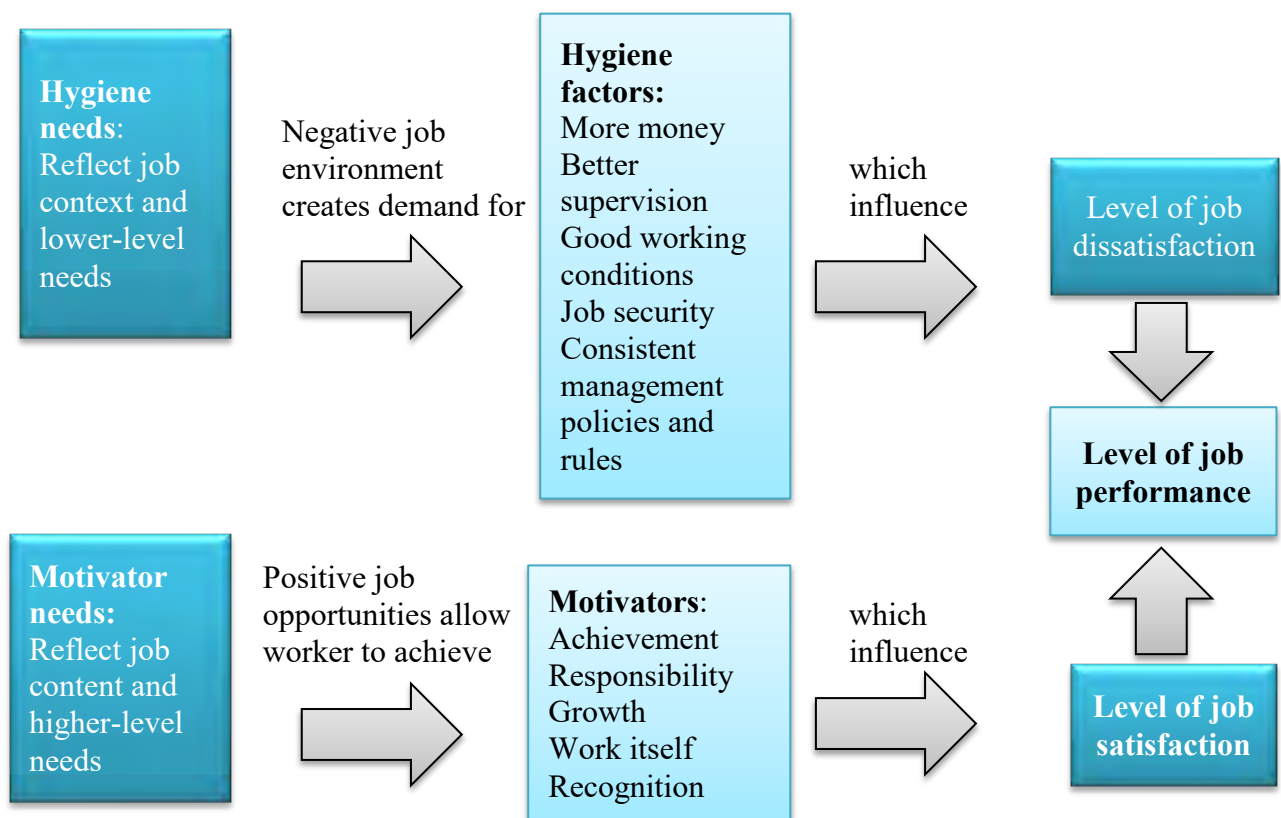 Hygiene
needs:
Reflect job
context and
lower-level
needs
Negative job
environment
creates demand for
Hygiene
factors:
More money
Better
supervision
Good working
conditions
Job security
Consistent
management
policies and
rules
which
influence
Level of job
dissatisfaction
Level of job
performance
Motivator
needs:
Reflect job
content and
higher-level
needs
Positive job
opportunities allow
worker to achieve
Motivators:
Achievement
Responsibility
Growth
Work itself
Recognition
which
influence
Level of job
satisfaction